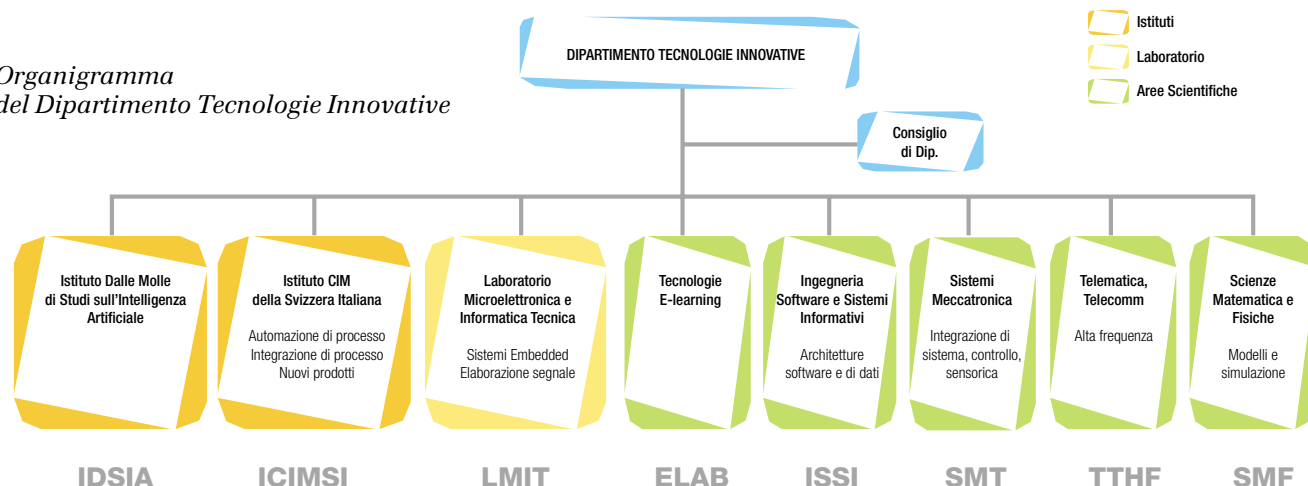 Organigramma
del Dipartimento Tecnologie Innovative
DIPARTIMENTO TECNOLOGIE INNOVATIVE
Istituti
Laboratorio
Aree Scientifiche
Consiglio
di Dip.
Istituto Dalle Molle
di Studi sull'Intelligenza
Artificiale
Istituto CIM
della Svizzera Italiana
Automazione di processo
Integrazione di processo
Nuovi prodotti
Laboratorio
Microelettronica e
Informatica Tecnica
Sistemi Embedded
Elaborazione segnale
Tecnologie
E-learning
Ingegneria
Software e Sistemi
Informativi
Architetture
software e di dati
Sistemi
Meccatronica
Integrazione di
sistema, controllo,
sensorica
Telematica,
Telecomm
Alta frequenza
Scienze
Matematica e
Fisiche
Modelli e
simulazione
IDSIA
ICIMSI
LMIT
ELAB
ISSI
SMT
TTHF
SMF